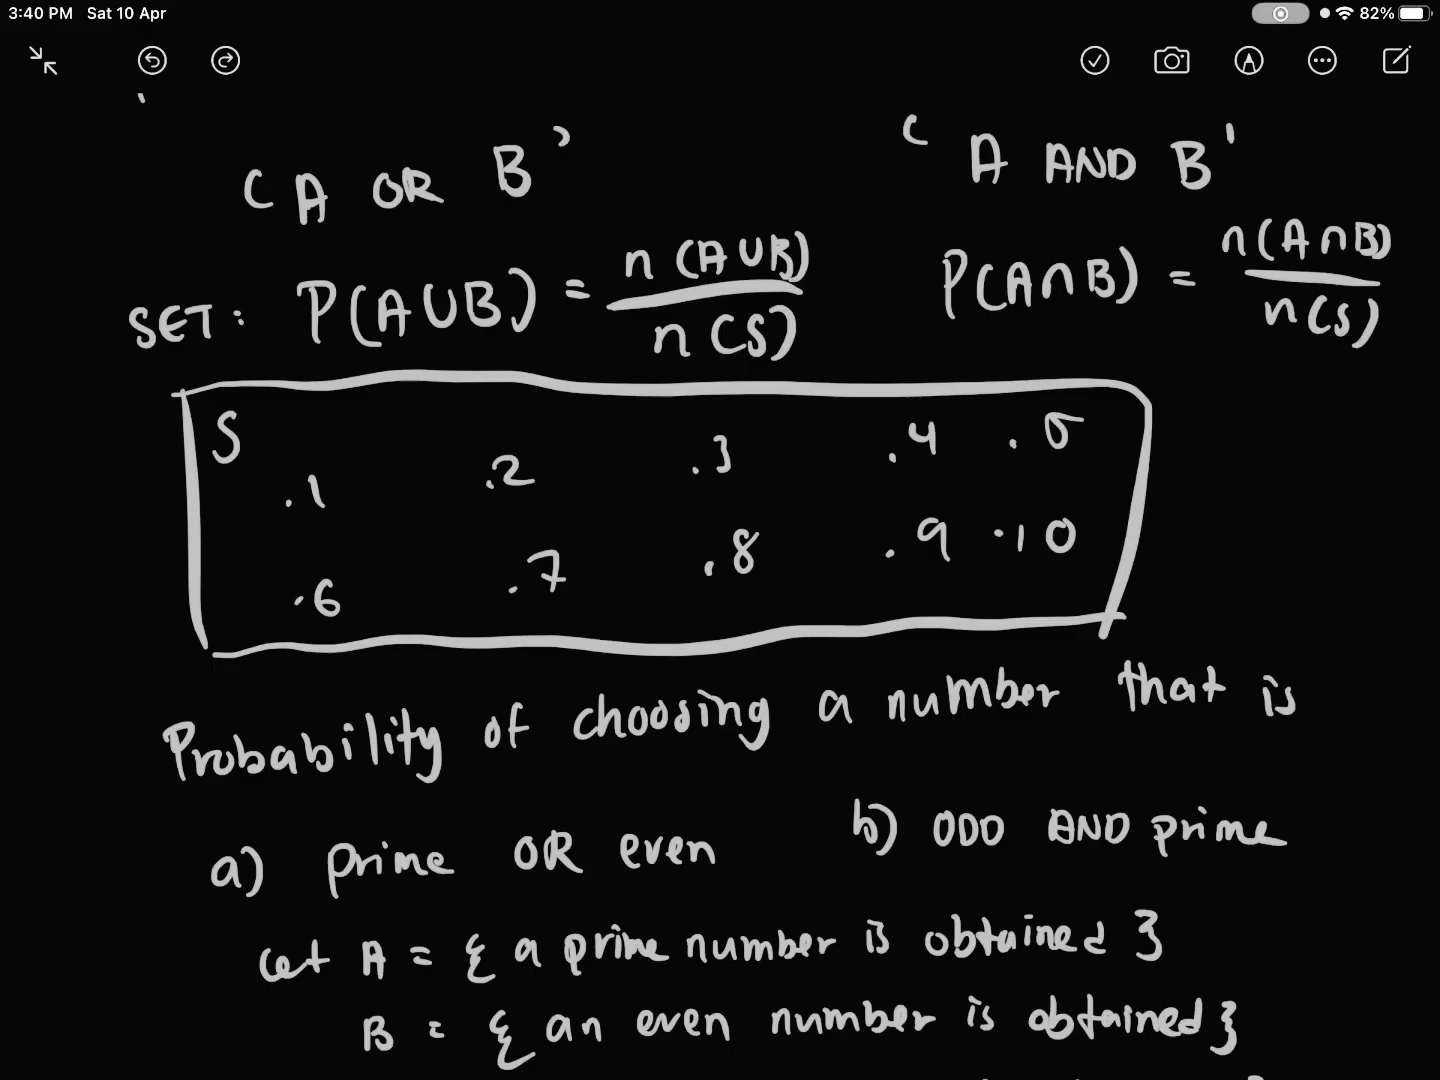 3:40 PM Sat 10 Apr 82%
'A OR B' 'A AND B'
SET: P(A∪B) = n(A∪B) / n(S) P(A∩B) = n(A∩B) / n(S)
S
.1 .2 .3 .4 .5
.6 .7 .8 .9 .10
Probability of choosing a number that is
a) prime OR even b) ODD AND prime
Let A = { a prime number is obtained }
B = { an even number is obtained }